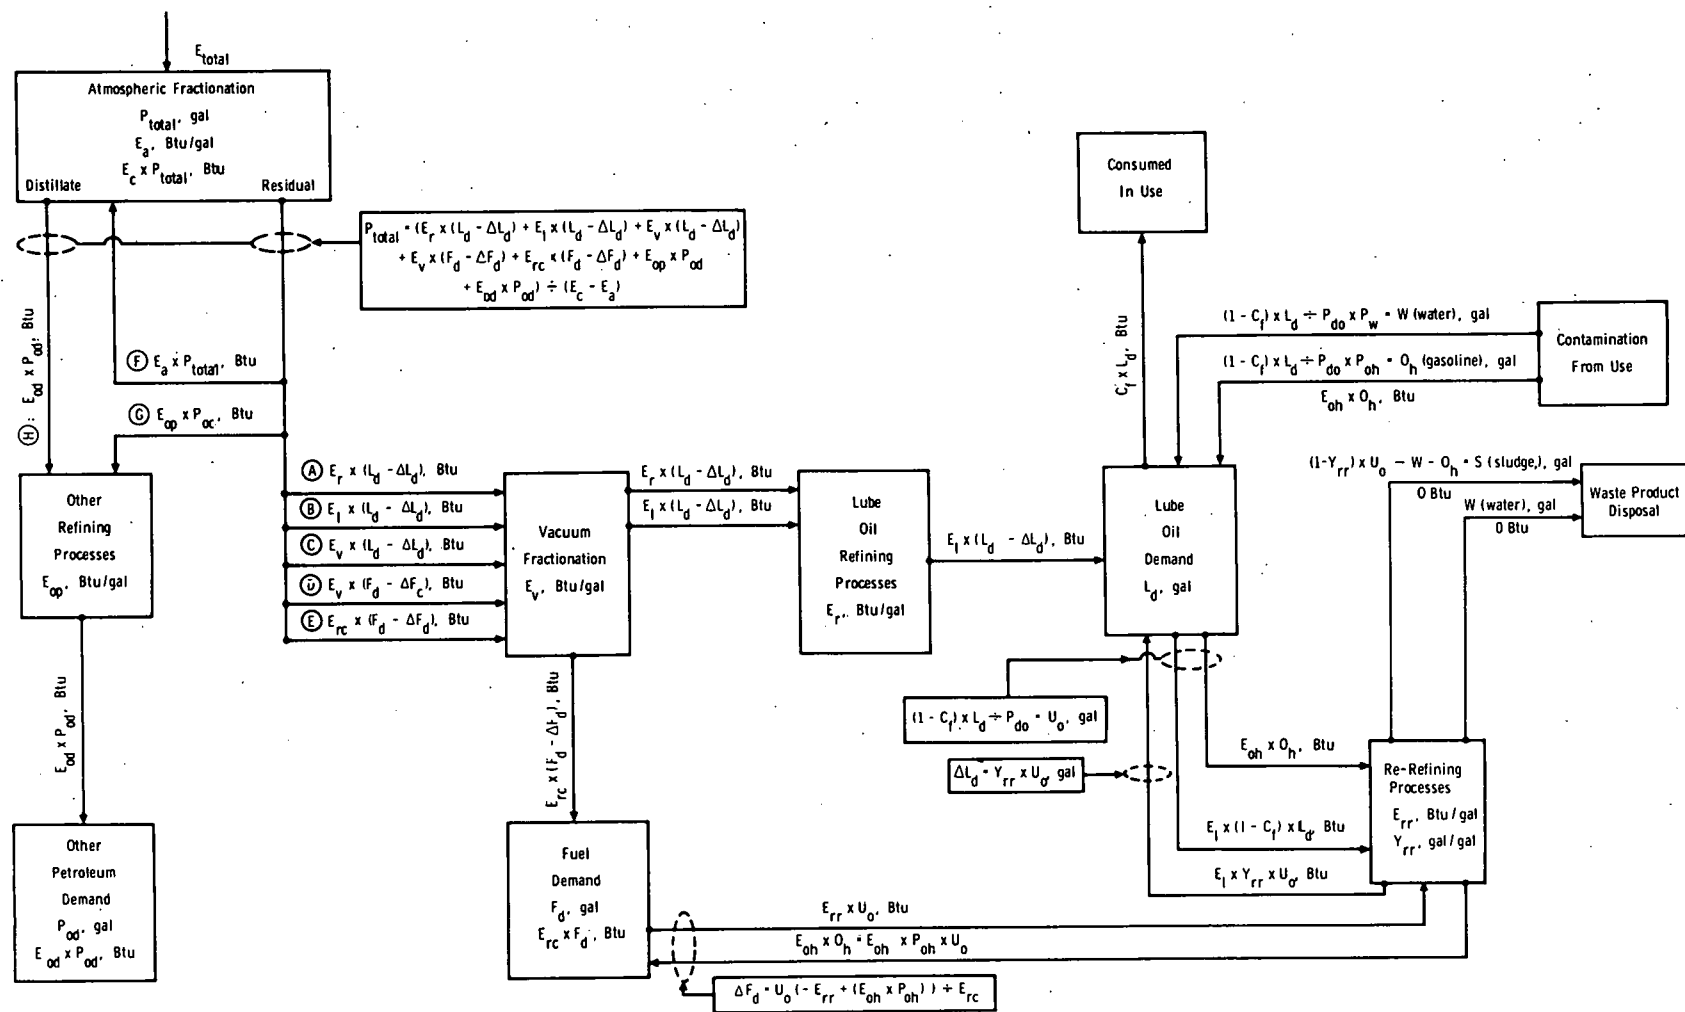 E_total
Atmospheric Fractionation
P_total, gal
E_a, Btu/gal
E_c x P_total, Btu
Distillate
Residual
P_total = (E_r x (L_d - ΔL_d) + E_l x (L_d - ΔL_d) + E_v x (L_d - ΔL_d)
+ E_v x (F_d - ΔF_d) + E_rc x (F_d - ΔF_d) + E_op x P_od
+ E_od x P_od) ÷ (E_c - E_a)
(H): E_od x P_od, Btu
(F) E_a x P_total, Btu
(G) E_op x P_oc, Btu
(A) E_r x (L_d - ΔL_d), Btu
(B) E_l x (L_d - ΔL_d), Btu
(C) E_v x (L_d - ΔL_d), Btu
(D) E_v x (F_d - ΔF_c), Btu
(E) E_rc x (F_d - ΔF_d), Btu
Other
Refining
Processes
E_op, Btu/gal
E_od x P_od, Btu
Other
Petroleum
Demand
P_od, gal
E_od x P_od, Btu
Vacuum
Fractionation
E_v, Btu/gal
E_r x (L_d - ΔL_d), Btu
E_l x (L_d - ΔL_d), Btu
Lube
Oil
Refining
Processes
E_r, Btu/gal
E_l x (L_d - ΔL_d), Btu
E_rc x (F_d - ΔF_d), Btu
Fuel
Demand
F_d, gal
E_rc x F_d, Btu
Consumed
In Use
C_f x L_d, Btu
(1 - C_f) x L_d ÷ P_do x P_w = W (water), gal
(1 - C_f) x L_d ÷ P_do x P_oh = O_h (gasoline), gal
E_oh x O_h, Btu
Contamination
From Use
Lube
Oil
Demand
L_d, gal
(1-Y_rr) x U_o - W - O_h = S (sludge,), gal
0 Btu
W (water), gal
0 Btu
Waste Product
Disposal
(1 - C_f) x L_d ÷ P_do = U_o, gal
ΔL_d = Y_rr x U_o, gal
E_oh x O_h, Btu
E_l x (1 - C_f) x L_d, Btu
E_l x Y_rr x U_o, Btu
Re-Refining
Processes
E_rr, Btu/gal
Y_rr, gal/gal
E_rr x U_o, Btu
E_oh x O_h = E_oh x P_oh x U_o
ΔF_d = U_o (- E_rr + (E_oh x P_oh)) ÷ E_rc